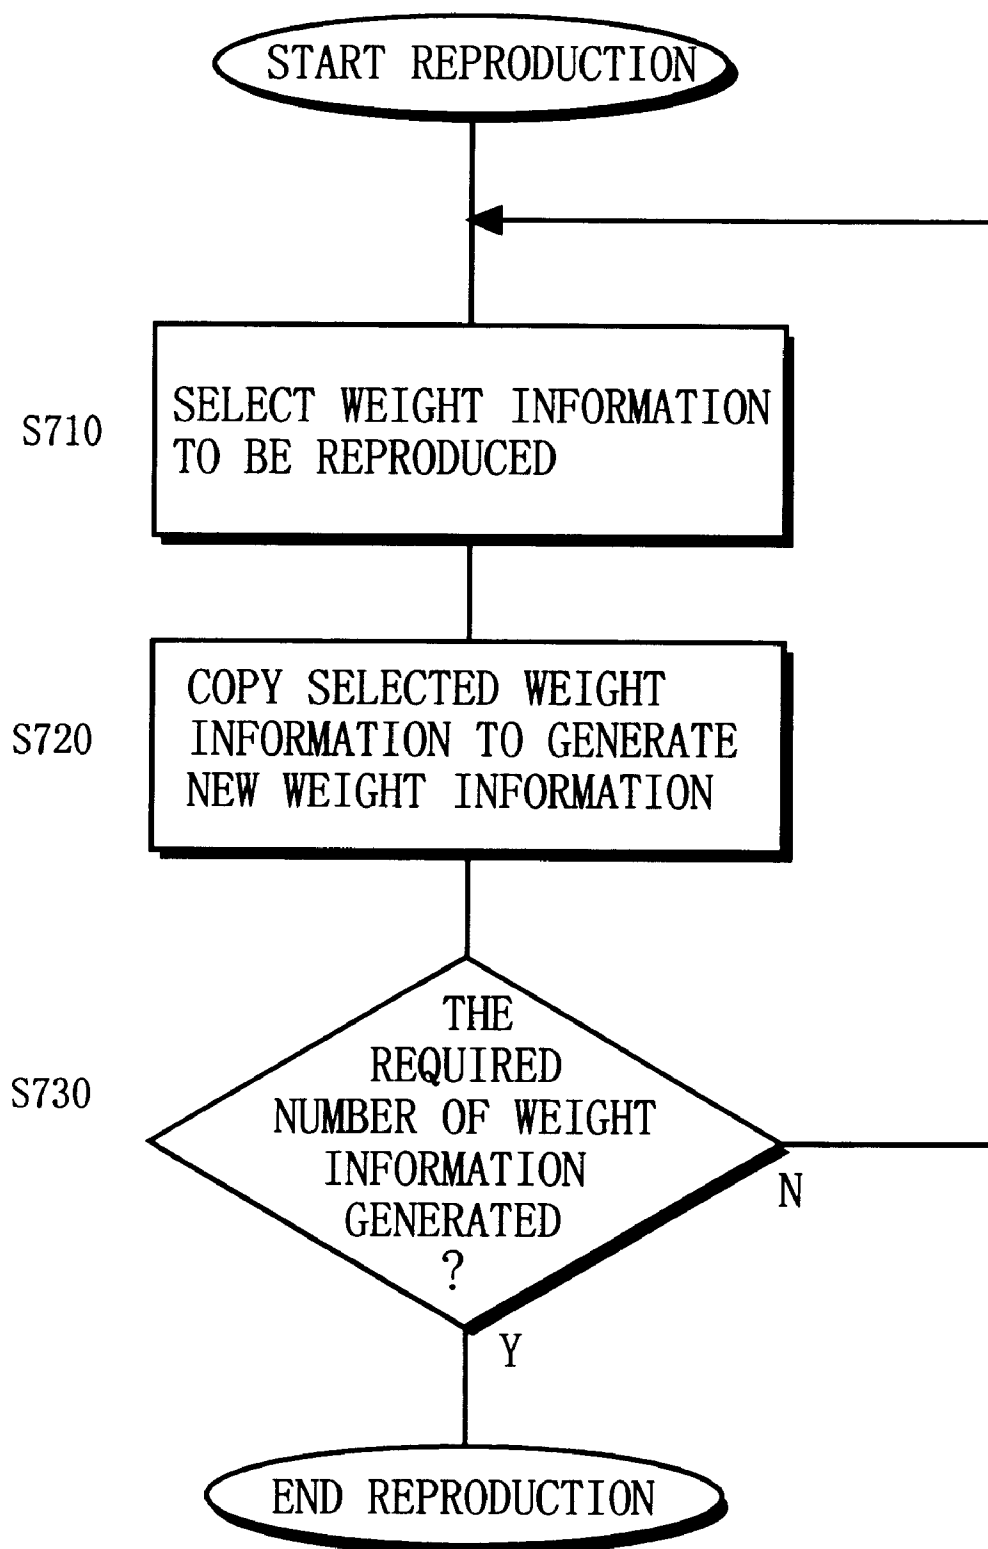 START REPRODUCTION
S710
SELECT WEIGHT INFORMATION
TO BE REPRODUCED
S720
COPY SELECTED WEIGHT
INFORMATION TO GENERATE
NEW WEIGHT INFORMATION
S730
THE
REQUIRED
NUMBER OF WEIGHT
INFORMATION
GENERATED
?
N
Y
END REPRODUCTION